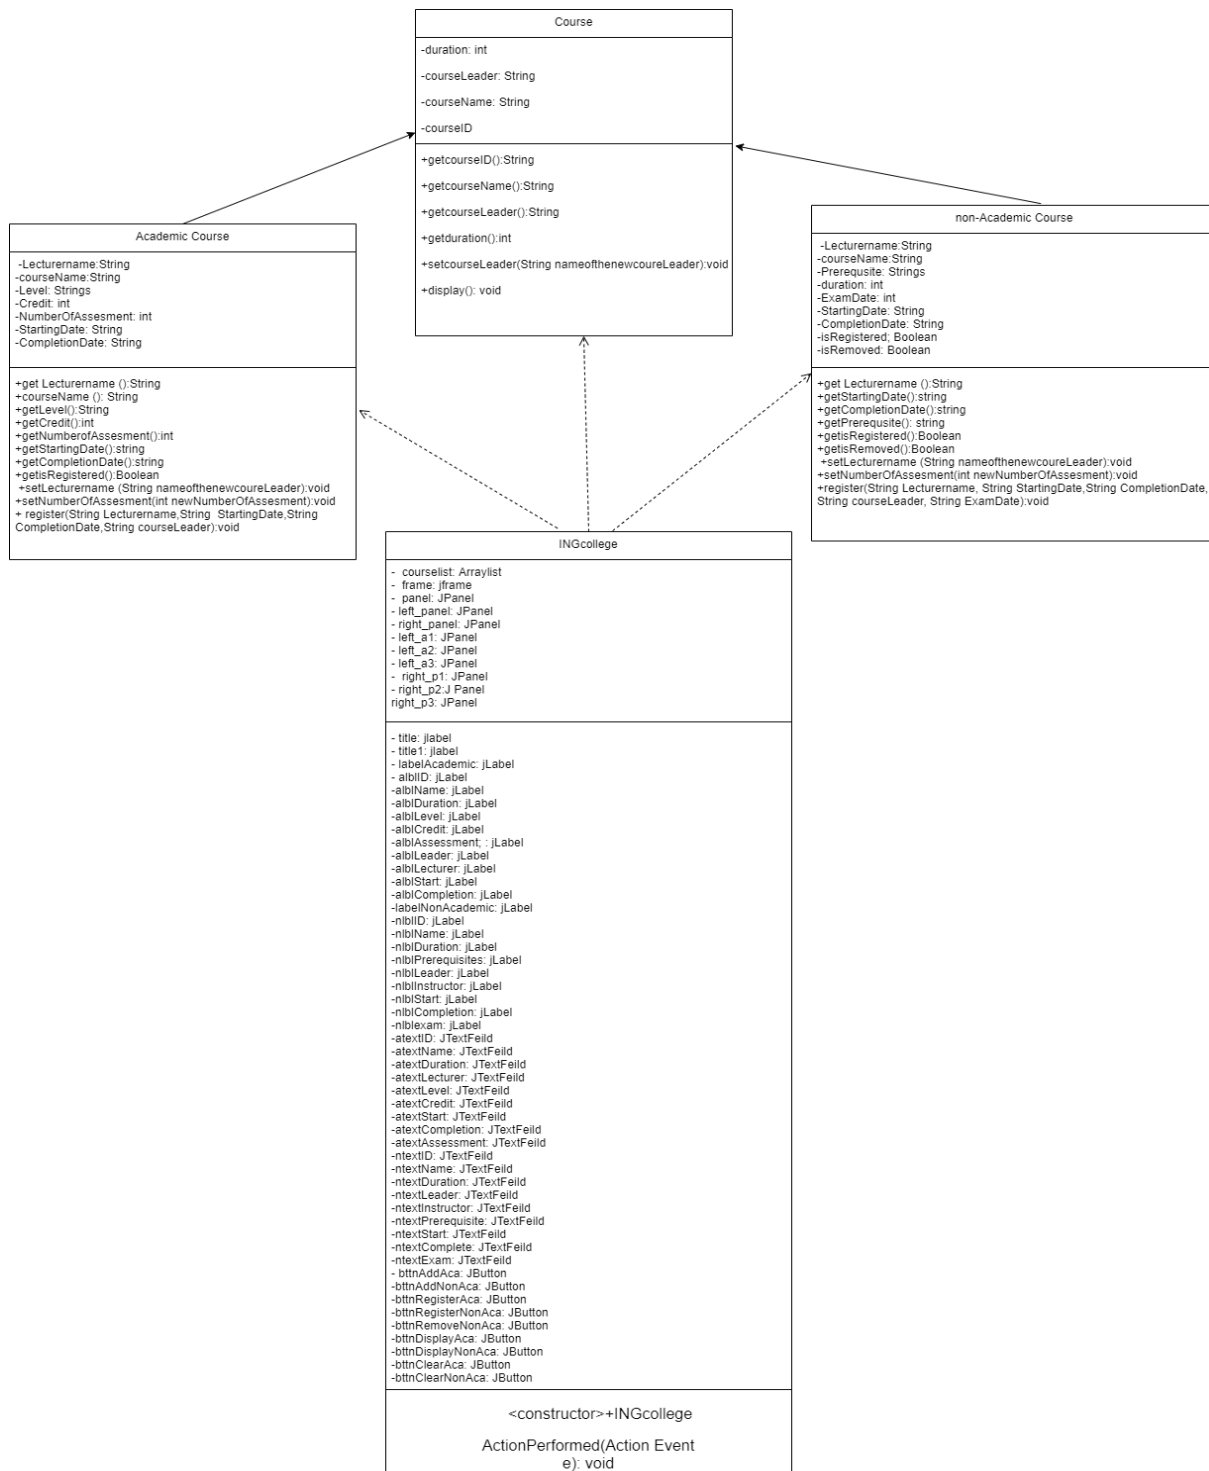 Course
-duration: int
-courseLeader: String
-courseName: String
-courseID
+getcourseID():String
+getcourseName():String
+getcourseLeader():String
+getduration():int
+setcourseLeader(String nameofthenewcoureLeader):void
+display(): void
Academic Course
-Lecturername:String
-courseName:String
-Level: Strings
-Credit: int
-NumberOfAssesment: int
-StartingDate: String
-CompletionDate: String
+get Lecturername ():String
+courseName (): String
+getLevel():String
+getCredit():int
+getNumberofAssesment():int
+getStartingDate():string
+getCompletionDate():string
+getisRegistered():Boolean
+setLecturername (String nameofthenewcoureLeader):void
+setNumberOfAssesment(int newNumberOfAssesment):void
+ register(String Lecturername,String  StartingDate,String
CompletionDate,String courseLeader):void
non-Academic Course
-Lecturername:String
-courseName:String
-Prerequsite: Strings
-duration: int
-ExamDate: int
-StartingDate: String
-CompletionDate: String
-isRegistered; Boolean
-isRemoved: Boolean
+get Lecturername ():String
+getStartingDate():string
+getCompletionDate():string
+getPrerequsite(): string
+getisRegistered():Boolean
+getisRemoved():Boolean
+setLecturername (String nameofthenewcoureLeader):void
+setNumberOfAssesment(int newNumberOfAssesment):void
+register(String Lecturername, String StartingDate,String CompletionDate,
String courseLeader, String ExamDate):void
INGcollege
-  courselist: Arraylist
-  frame: jframe
-  panel: JPanel
- left_panel: JPanel
- right_panel: JPanel
- left_a1: JPanel
- left_a2: JPanel
- left_a3: JPanel
-  right_p1: JPanel
- right_p2:J Panel
right_p3: JPanel
- title: jlabel
- title1: jlabel
- labelAcademic: jLabel
- alblID: jLabel
-alblName: jLabel
-alblDuration: jLabel
-alblLevel: jLabel
-alblCredit: jLabel
-alblAssessment; : jLabel
-alblLeader: jLabel
-alblLecturer: jLabel
-alblStart: jLabel
-alblCompletion: jLabel
-labelNonAcademic: jLabel
-nlblID: jLabel
-nlblName: jLabel
-nlblDuration: jLabel
-nlblPrerequisites: jLabel
-nlblLeader: jLabel
-nlblInstructor: jLabel
-nlblStart: jLabel
-nlblCompletion: jLabel
-nlblexam: jLabel
-atextID: JTextFeild
-atextName: JTextFeild
-atextDuration: JTextFeild
-atextLecturer: JTextFeild
-atextLevel: JTextFeild
-atextCredit: JTextFeild
-atextStart: JTextFeild
-atextCompletion: JTextFeild
-atextAssessment: JTextFeild
-ntextID: JTextFeild
-ntextName: JTextFeild
-ntextDuration: JTextFeild
-ntextLeader: JTextFeild
-ntextInstructor: JTextFeild
-ntextPrerequisite: JTextFeild
-ntextStart: JTextFeild
-ntextComplete: JTextFeild
-ntextExam: JTextFeild
- bttnAddAca: JButton
-bttnAddNonAca: JButton
-bttnRegisterAca: JButton
-bttnRegisterNonAca: JButton
-bttnRemoveNonAca: JButton
-bttnDisplayAca: JButton
-bttnDisplayNonAca: JButton
-bttnClearAca: JButton
-bttnClearNonAca: JButton
<constructor>+INGcollege
ActionPerformed(Action Event
e): void